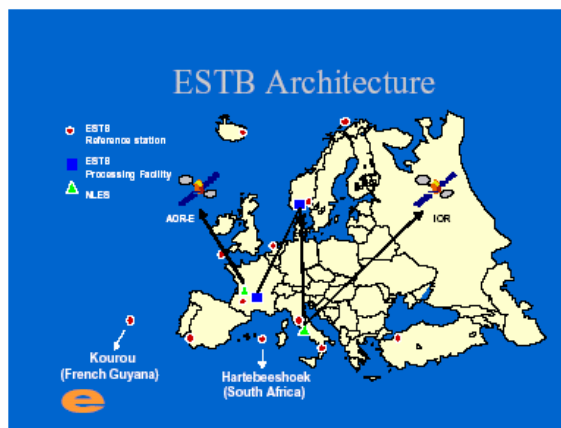 ESTB Architecture
ESTB
Reference station
ESTB
Processing Facility
NLES
AOR-E
IOR
Kourou
(French Guyana)
Hartebeeshoek
(South Africa)
e